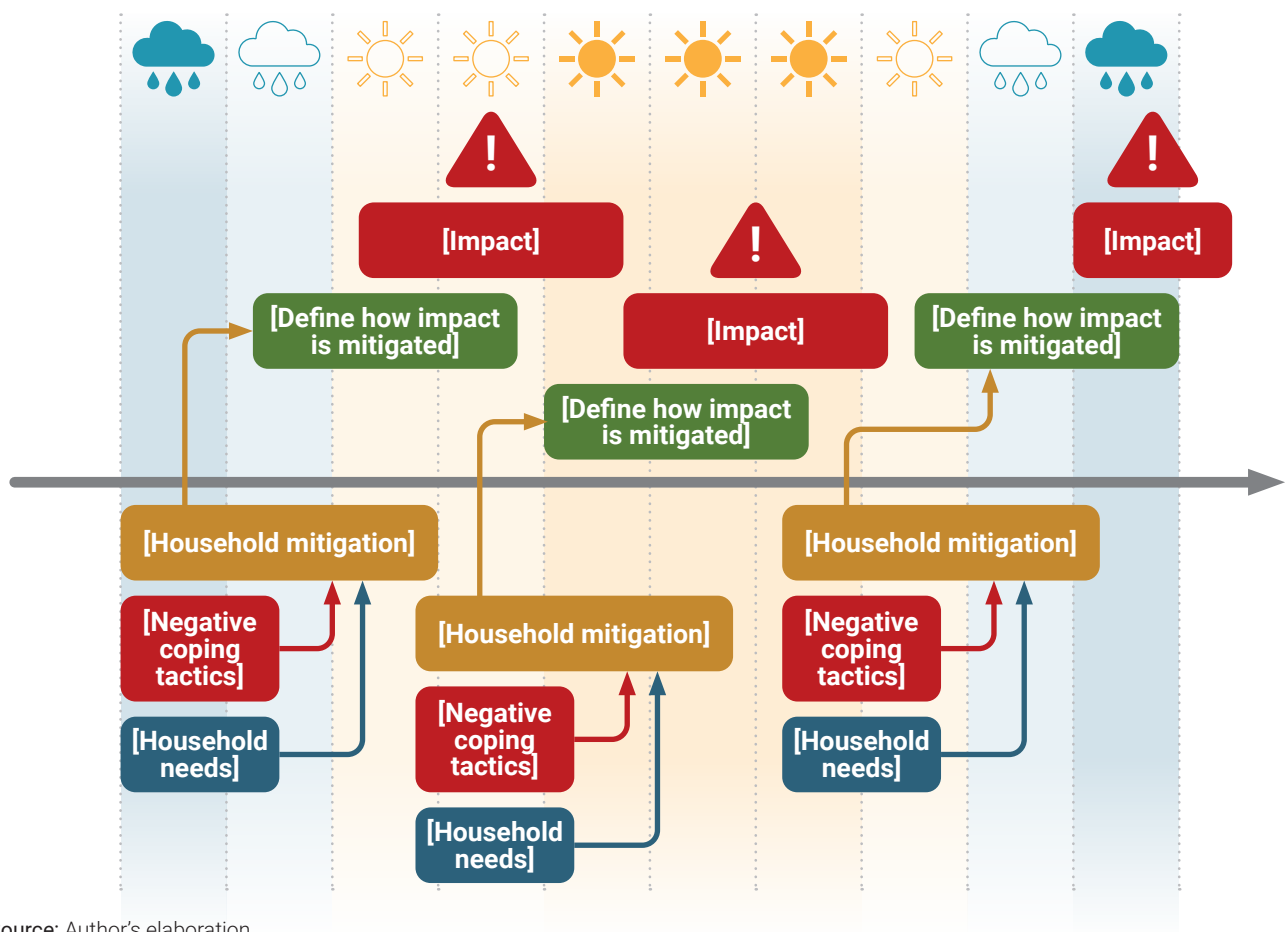 !
!
[Impact]
[Impact]
!
[Define how impact
is mitigated]
[Impact]
[Define how impact
is mitigated]
[Define how impact
is mitigated]
[Household mitigation]
[Household mitigation]
[Negative
coping
tactics]
[Household mitigation]
[Negative
coping
tactics]
[Household
needs]
[Negative
coping
tactics]
[Household
needs]
[Household
needs]
ource: Author's elaboration